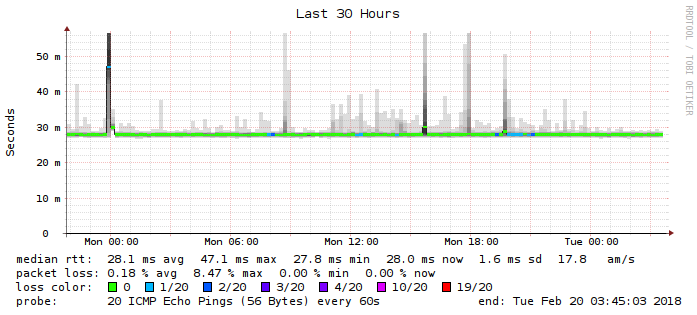 Last 30 Hours
RRDTOOL / TOBI OETIKER
Seconds
50 m
40 m
30 m
20 m
10 m
0
Mon 00:00 Mon 06:00 Mon 12:00 Mon 18:00 Tue 00:00
median rtt: 28.1 ms avg 47.1 ms max 27.8 ms min 28.0 ms now 1.6 ms sd 17.8 am/s
packet loss: 0.18 % avg 8.47 % max 0.00 % min 0.00 % now
loss color: 0 1/20 2/20 3/20 4/20 10/20 19/20
probe: 20 ICMP Echo Pings (56 Bytes) every 60s end: Tue Feb 20 03:45:03 2018